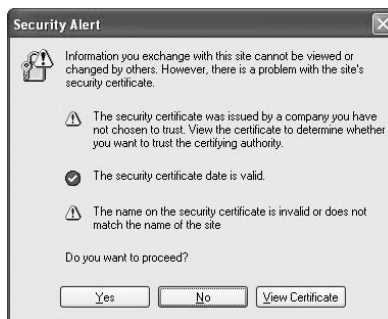 Security Alert
Information you exchange with this site cannot be viewed or
changed by others. However, there is a problem with the site's
security certificate.
The security certificate was issued by a company you have
not chosen to trust. View the certificate to determine whether
you want to trust the certifying authority.
The security certificate date is valid.
The name on the security certificate is invalid or does not
match the name of the site
Do you want to proceed?
Yes
No
View Certificate